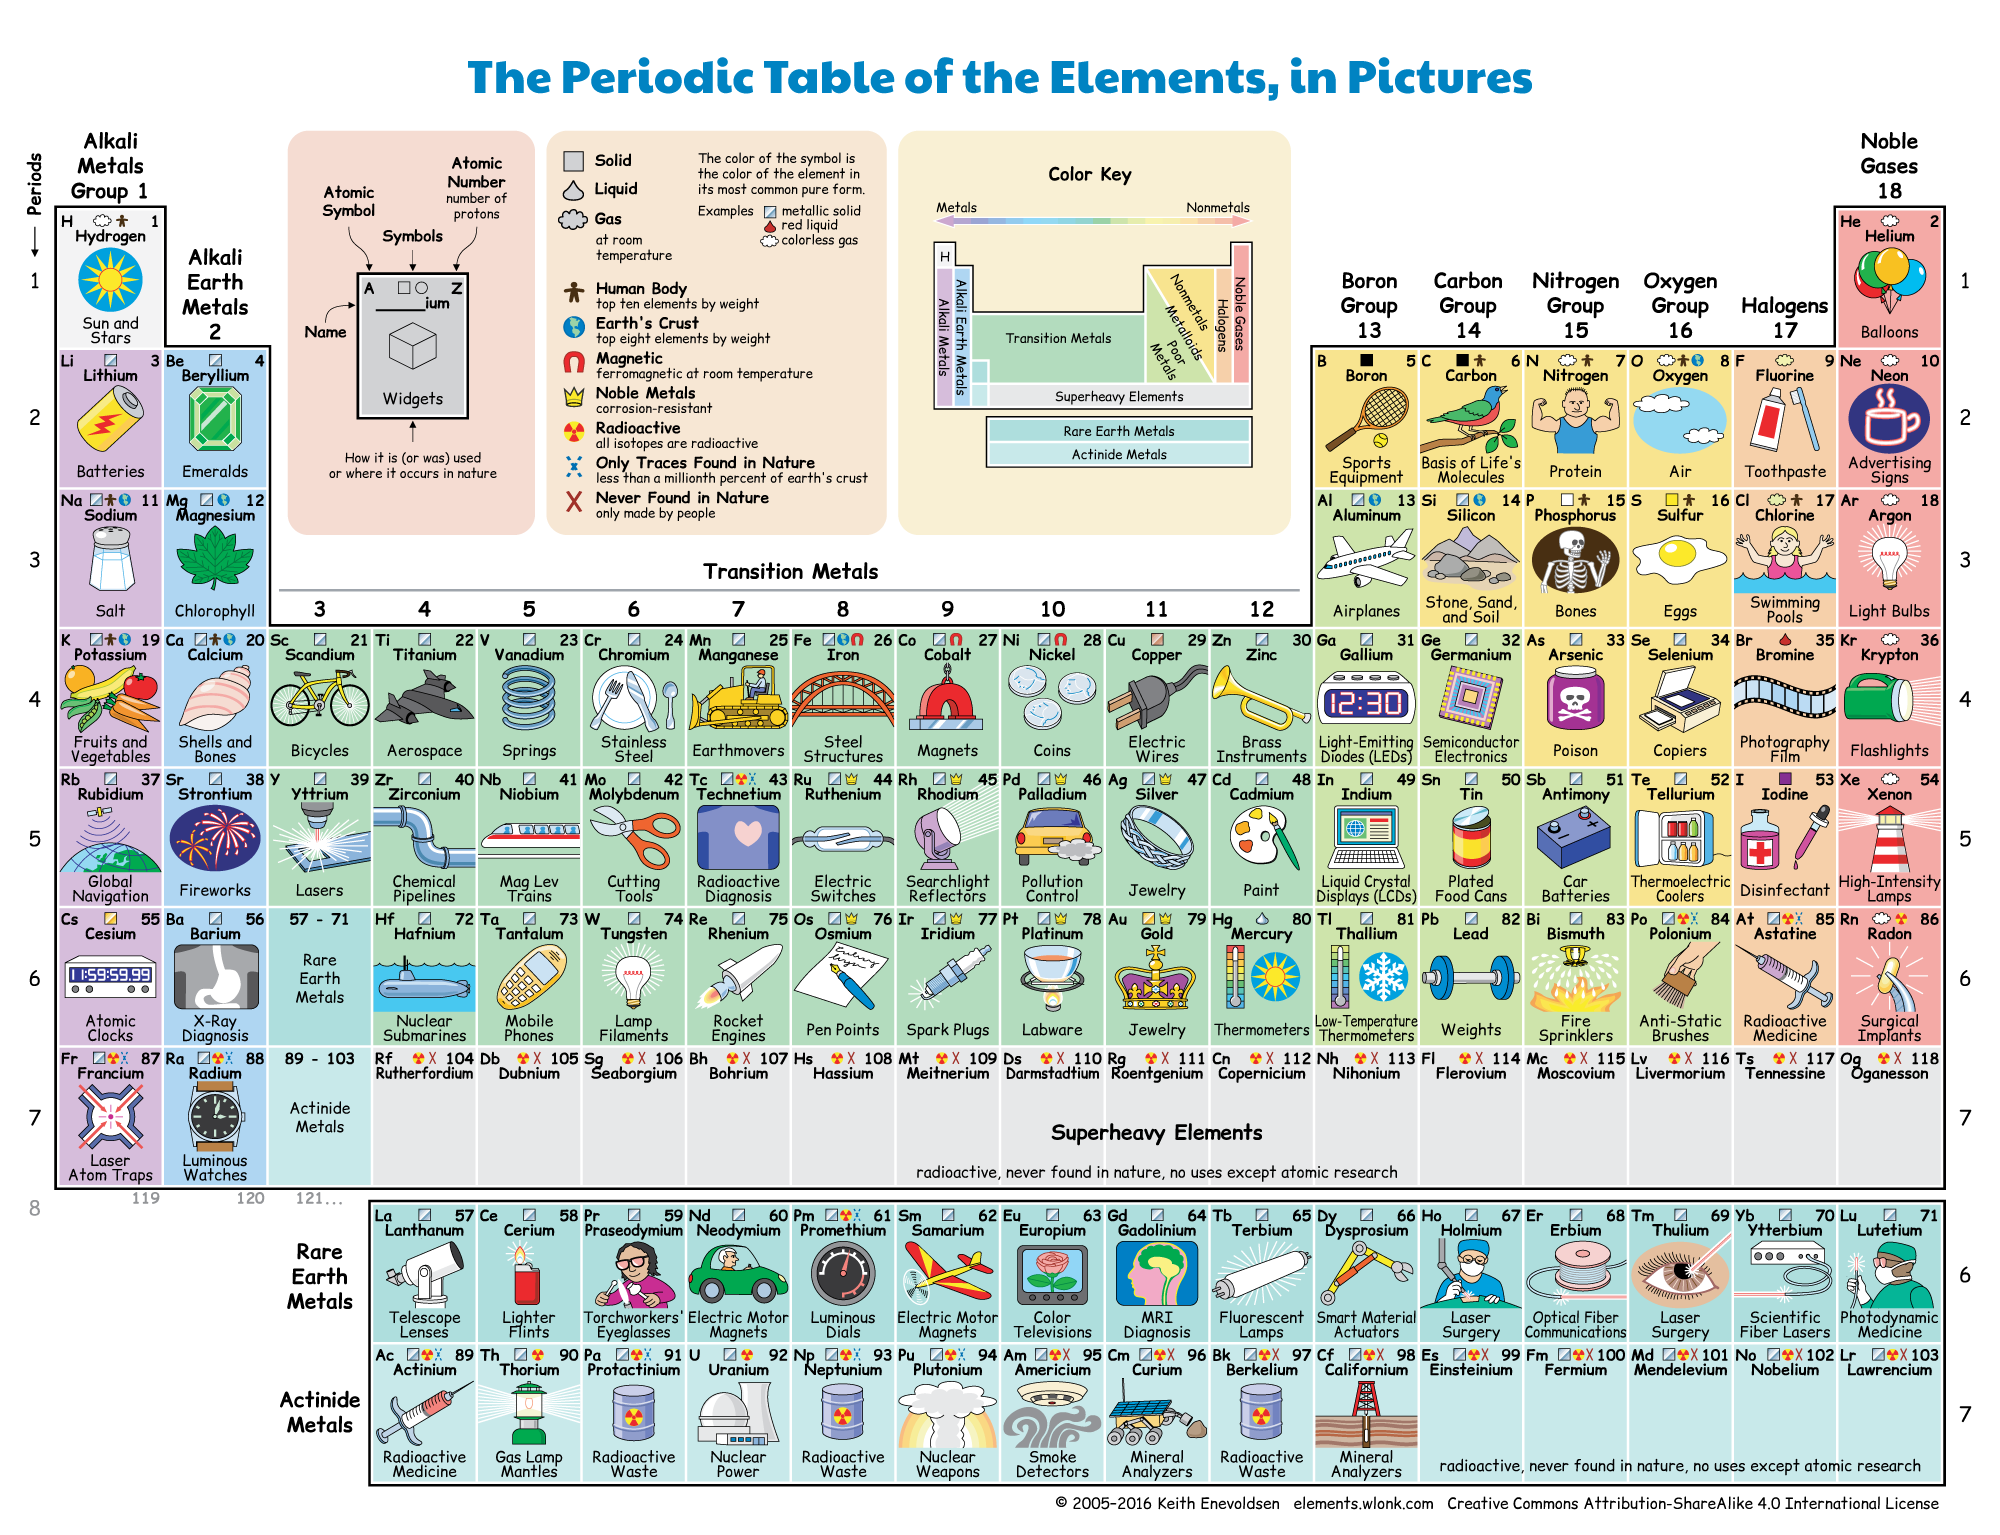 The Periodic Table of the Elements, in Pictures
Periods
Alkali
Metals
Group 1
Alkali
Earth
Metals
2
Atomic
Symbol
Atomic
Number
number of
protons
Symbols
Name
A Z
ium
Widgets
How it is (or was) used
or where it occurs in nature
Solid
Liquid
Gas
at room
temperature
The color of the symbol is
the color of the element in
its most common pure form.
Examples
metallic solid
red liquid
colorless gas
Human Body
top ten elements by weight
Earth's Crust
top eight elements by weight
Magnetic
ferromagnetic at room temperature
Noble Metals
corrosion-resistant
Radioactive
all isotopes are radioactive
Only Traces Found in Nature
less than a millionth percent of earth's crust
Never Found in Nature
only made by people
Color Key
Metals
Nonmetals
H
Alkali Metals
Alkali Earth Metals
Transition Metals
Nonmetals
Metalloids
Poor
Metals
Halogens
Noble Gases
Superheavy Elements
Rare Earth Metals
Actinide Metals
Boron
Group
13
Carbon
Group
14
Nitrogen
Group
15
Oxygen
Group
16
Halogens
17
Noble
Gases
18
Transition Metals
3 4 5 6 7 8 9 10 11 12
1
H 1
Hydrogen
Sun and
Stars
He 2
Helium
Balloons
1
2
Li 3
Lithium
Batteries
Be 4
Beryllium
Emeralds
B 5
Boron
Sports
Equipment
C 6
Carbon
Basis of Life's
Molecules
N 7
Nitrogen
Protein
O 8
Oxygen
Air
F 9
Fluorine
Toothpaste
Ne 10
Neon
Advertising
Signs
2
3
Na 11
Sodium
Salt
Mg 12
Magnesium
Chlorophyll
Al 13
Aluminum
Airplanes
Si 14
Silicon
Stone, Sand,
and Soil
P 15
Phosphorus
Bones
S 16
Sulfur
Eggs
Cl 17
Chlorine
Swimming
Pools
Ar 18
Argon
Light Bulbs
3
4
K 19
Potassium
Fruits and
Vegetables
Ca 20
Calcium
Shells and
Bones
Sc 21
Scandium
Bicycles
Ti 22
Titanium
Aerospace
V 23
Vanadium
Springs
Cr 24
Chromium
Stainless
Steel
Mn 25
Manganese
Earthmovers
Fe 26
Iron
Steel
Structures
Co 27
Cobalt
Magnets
Ni 28
Nickel
Coins
Cu 29
Copper
Electric
Wires
Zn 30
Zinc
Brass
Instruments
Ga 31
Gallium
12:30
Light-Emitting
Diodes (LEDs)
Ge 32
Germanium
Semiconductor
Electronics
As 33
Arsenic
Poison
Se 34
Selenium
Copiers
Br 35
Bromine
Photography
Film
Kr 36
Krypton
Flashlights
4
5
Rb 37
Rubidium
Global
Navigation
Sr 38
Strontium
Fireworks
Y 39
Yttrium
Lasers
Zr 40
Zirconium
Chemical
Pipelines
Nb 41
Niobium
Mag Lev
Trains
Mo 42
Molybdenum
Cutting
Tools
Tc 43
Technetium
Radioactive
Diagnosis
Ru 44
Ruthenium
Electric
Switches
Rh 45
Rhodium
Searchlight
Reflectors
Pd 46
Palladium
Pollution
Control
Ag 47
Silver
Jewelry
Cd 48
Cadmium
Paint
In 49
Indium
Liquid Crystal
Displays (LCDs)
Sn 50
Tin
Plated
Food Cans
Sb 51
Antimony
Car
Batteries
Te 52
Tellurium
Thermoelectric
Coolers
I 53
Iodine
Disinfectant
Xe 54
Xenon
High-Intensity
Lamps
5
6
Cs 55
Cesium
11:59:59.99
Atomic
Clocks
Ba 56
Barium
X-Ray
Diagnosis
57 - 71
Rare
Earth
Metals
Hf 72
Hafnium
Nuclear
Submarines
Ta 73
Tantalum
Mobile
Phones
W 74
Tungsten
Lamp
Filaments
Re 75
Rhenium
Rocket
Engines
Os 76
Osmium
Pen Points
Ir 77
Iridium
Spark Plugs
Pt 78
Platinum
Labware
Au 79
Gold
Jewelry
Hg 80
Mercury
Thermometers
Tl 81
Thallium
Low-Temperature
Thermometers
Pb 82
Lead
Weights
Bi 83
Bismuth
Fire
Sprinklers
Po 84
Polonium
Anti-Static
Brushes
At 85
Astatine
Radioactive
Medicine
Rn 86
Radon
Surgical
Implants
6
7
Fr 87
Francium
Laser
Atom Traps
Ra 88
Radium
Luminous
Watches
89 - 103
Actinide
Metals
Rf 104
Rutherfordium
Db 105
Dubnium
Sg 106
Seaborgium
Bh 107
Bohrium
Hs 108
Hassium
Mt 109
Meitnerium
Ds 110
Darmstadtium
Rg 111
Roentgenium
Cn 112
Copernicium
Nh 113
Nihonium
Fl 114
Flerovium
Mc 115
Moscovium
Lv 116
Livermorium
Ts 117
Tennessine
Og 118
Oganesson
7
Superheavy Elements
radioactive, never found in nature, no uses except atomic research
8
119 120 121...
Rare
Earth
Metals
La 57
Lanthanum
Telescope
Lenses
Ce 58
Cerium
Lighter
Flints
Pr 59
Praseodymium
Torchworkers'
Eyeglasses
Nd 60
Neodymium
Electric Motor
Magnets
Pm 61
Promethium
Luminous
Dials
Sm 62
Samarium
Electric Motor
Magnets
Eu 63
Europium
Color
Televisions
Gd 64
Gadolinium
MRI
Diagnosis
Tb 65
Terbium
Fluorescent
Lamps
Dy 66
Dysprosium
Smart Material
Actuators
Ho 67
Holmium
Laser
Surgery
Er 68
Erbium
Optical Fiber
Communications
Tm 69
Thulium
Laser
Surgery
Yb 70
Ytterbium
Scientific
Fiber Lasers
Lu 71
Lutetium
Photodynamic
Medicine
6
Actinide
Metals
Ac 89
Actinium
Radioactive
Medicine
Th 90
Thorium
Gas Lamp
Mantles
Pa 91
Protactinium
Radioactive
Waste
U 92
Uranium
Nuclear
Power
Np 93
Neptunium
Radioactive
Waste
Pu 94
Plutonium
Nuclear
Weapons
Am 95
Americium
Smoke
Detectors
Cm 96
Curium
Mineral
Analyzers
Bk 97
Berkelium
Radioactive
Waste
Cf 98
Californium
Mineral
Analyzers
Es 99
Einsteinium
Fm 100
Fermium
Md 101
Mendelevium
No 102
Nobelium
Lr 103
Lawrencium
7
radioactive, never found in nature, no uses except atomic research
© 2005–2016 Keith Enevoldsen elements.wlonk.com Creative Commons Attribution-ShareAlike 4.0 International License